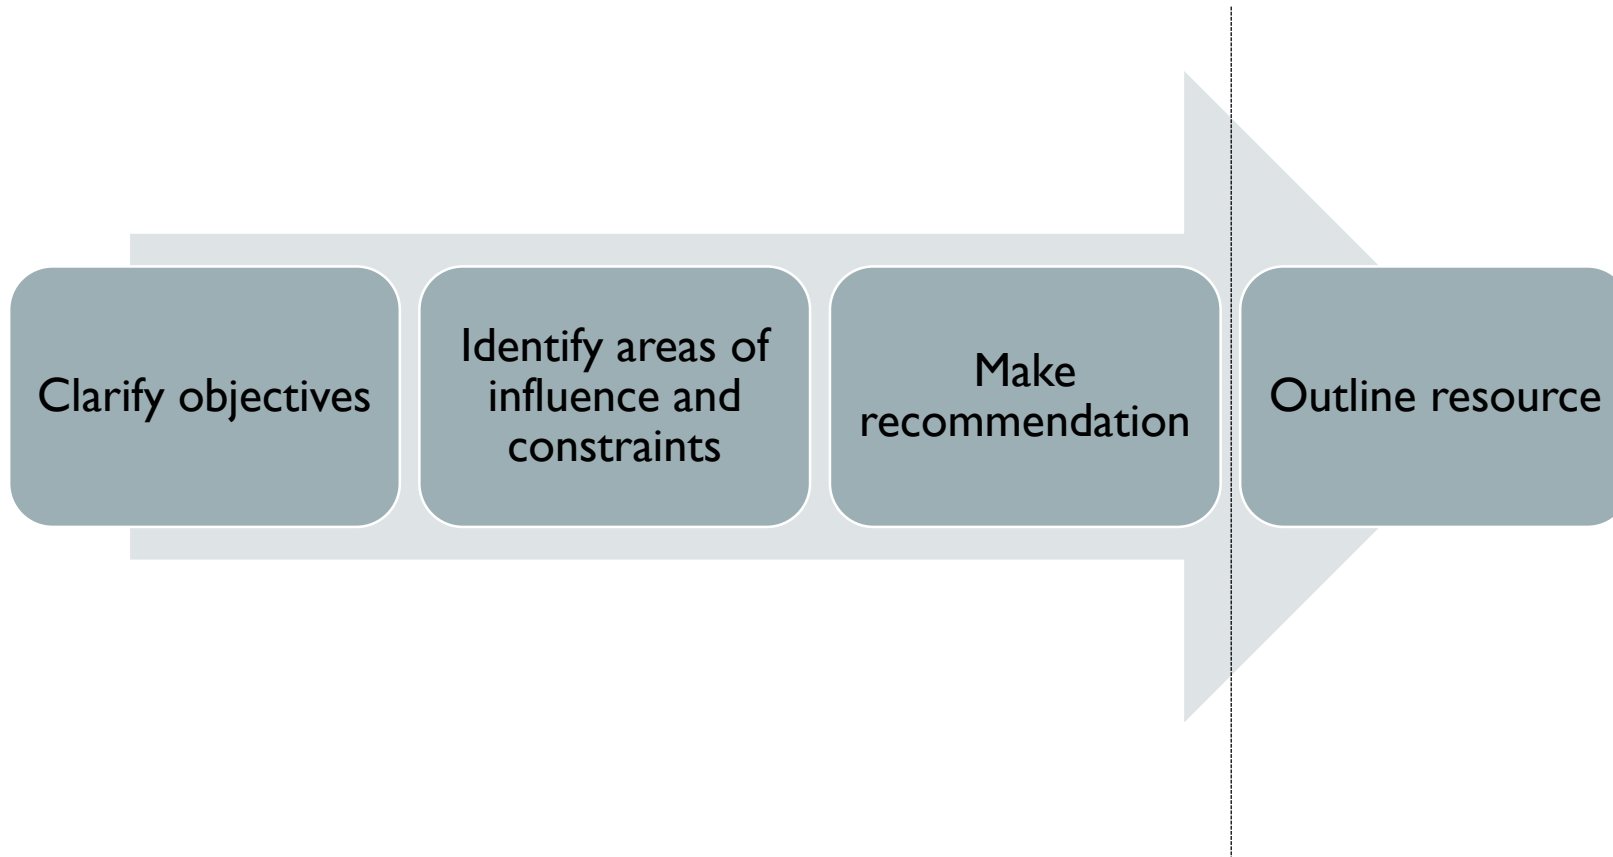 Clarify objectives
Identify areas of
influence and
constraints
Make
recommendation
Outline resource